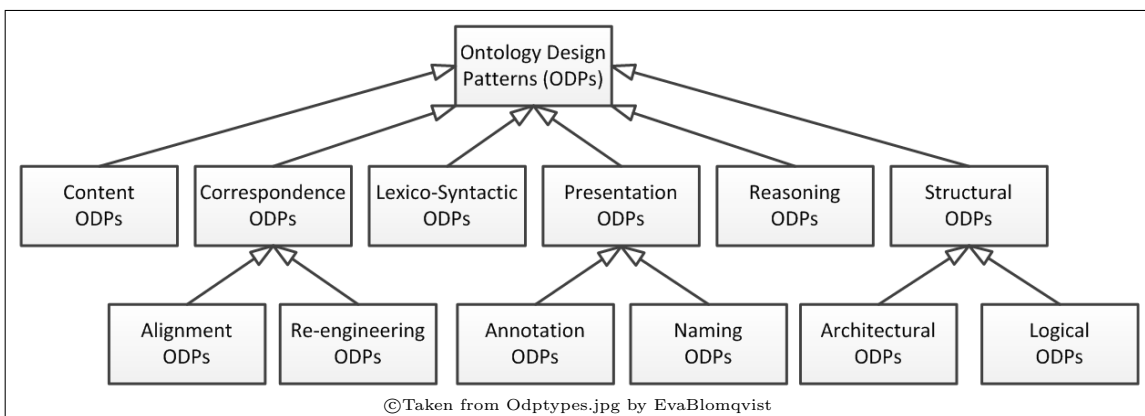 Ontology Design
Patterns (ODPs)
Content
ODPs
Correspondence
ODPs
Lexico-Syntactic
ODPs
Presentation
ODPs
Reasoning
ODPs
Structural
ODPs
Alignment
ODPs
Re-engineering
ODPs
Annotation
ODPs
Naming
ODPs
Architectural
ODPs
Logical
ODPs
©Taken from Odptypes.jpg by EvaBlomqvist